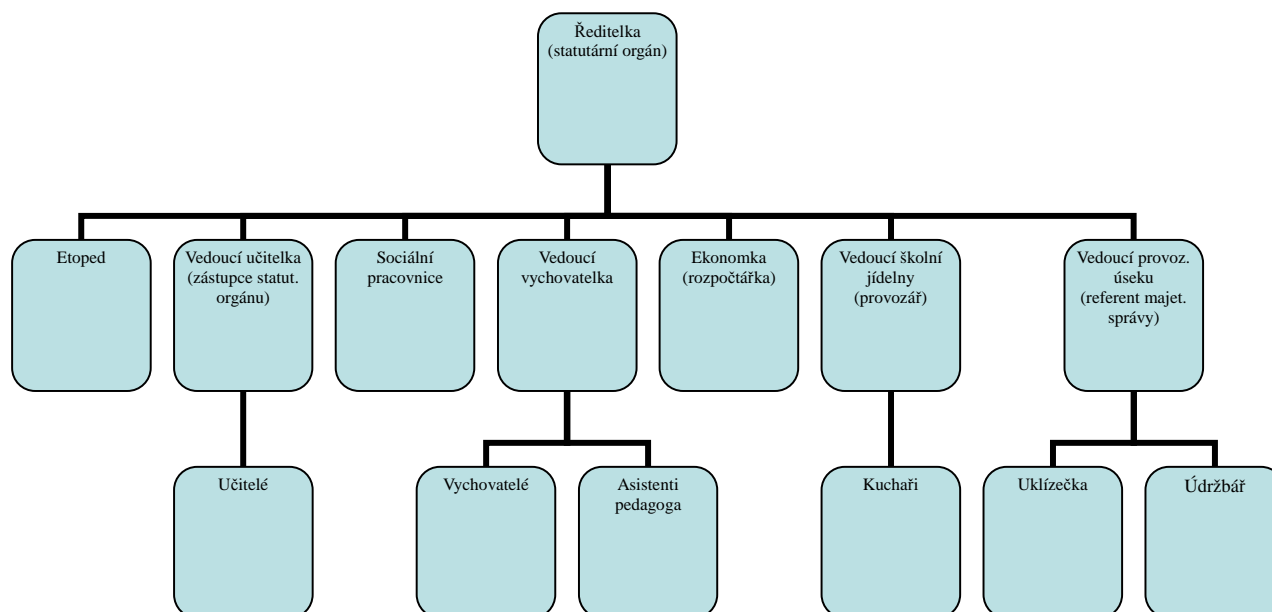 Ředitelka
(statutární orgán)
Etoped
Vedoucí učitelka
(zástupce statut.
orgánu)
Sociální
pracovnice
Vedoucí
vychovatelka
Ekonomka
(rozpočtářka)
Vedoucí školní
jídelny
(provozář)
Vedoucí provoz.
úseku
(referent majet.
správy)
Učitelé
Vychovatelé
Asistenti
pedagoga
Kuchaři
Uklízečka
Údržbář